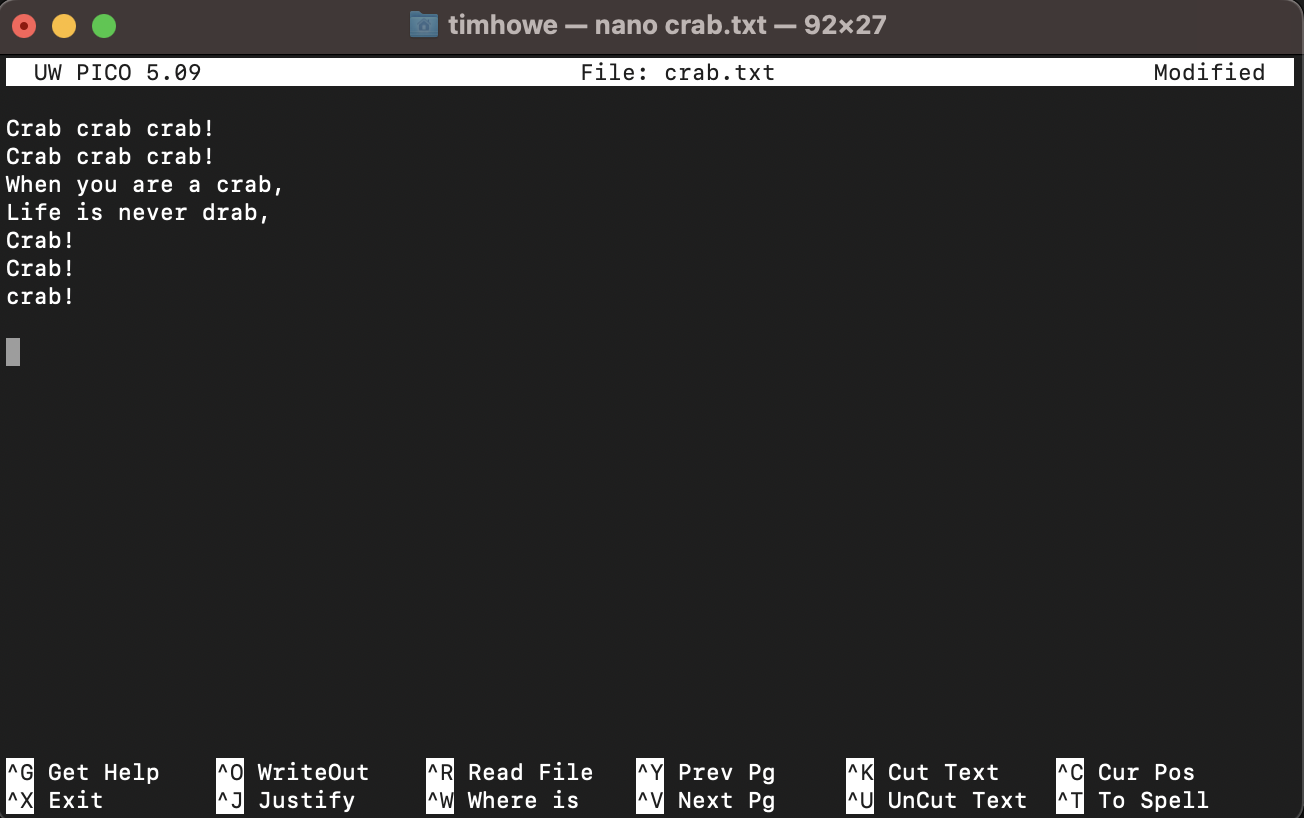 timhowe — nano crab.txt — 92×27
UW PICO 5.09 File: crab.txt Modified
Crab crab crab!
Crab crab crab!
When you are a crab,
Life is never drab,
Crab!
Crab!
crab!
^G Get Help ^O WriteOut ^R Read File ^Y Prev Pg ^K Cut Text ^C Cur Pos
^X Exit ^J Justify ^W Where is ^V Next Pg ^U UnCut Text ^T To Spell